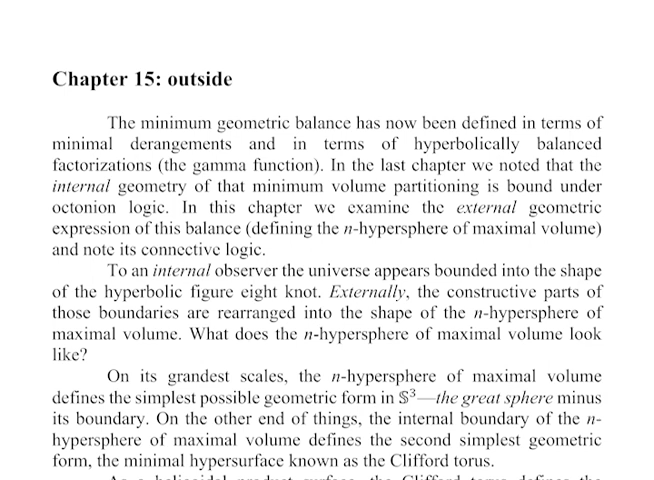 Chapter 15: outside
The minimum geometric balance has now been defined in terms of
minimal derangements and in terms of hyperbolically balanced
factorizations (the gamma function). In the last chapter we noted that the
internal geometry of that minimum volume partitioning is bound under
octonion logic. In this chapter we examine the external geometric
expression of this balance (defining the n-hypersphere of maximal volume)
and note its connective logic.
To an internal observer the universe appears bounded into the shape
of the hyperbolic figure eight knot. Externally, the constructive parts of
those boundaries are rearranged into the shape of the n-hypersphere of
maximal volume. What does the n-hypersphere of maximal volume look
like?
On its grandest scales, the n-hypersphere of maximal volume
defines the simplest possible geometric form in 𝕊³—the great sphere minus
its boundary. On the other end of things, the internal boundary of the n-
hypersphere of maximal volume defines the second simplest geometric
form, the minimal hypersurface known as the Clifford torus.